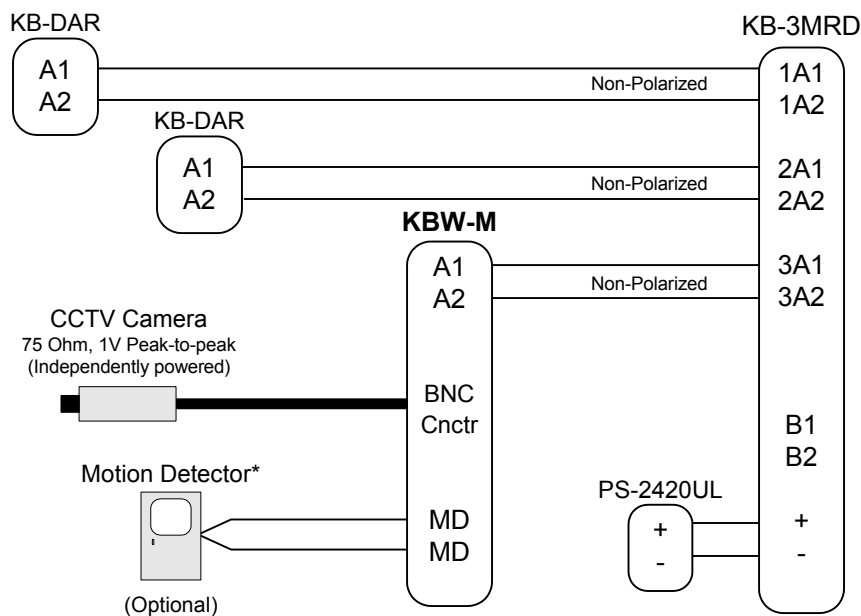 KB-DAR
A1
A2
KB-DAR
A1
A2
KBW-M
A1
A2
BNC
Cnctr
MD
MD
CCTV Camera
75 Ohm, 1V Peak-to-peak
(Independently powered)
Motion Detector*
(Optional)
Non-Polarized
Non-Polarized
Non-Polarized
PS-2420UL
+
-
KB-3MRD
1A1
1A2
2A1
2A2
3A1
3A2
B1
B2
+
-